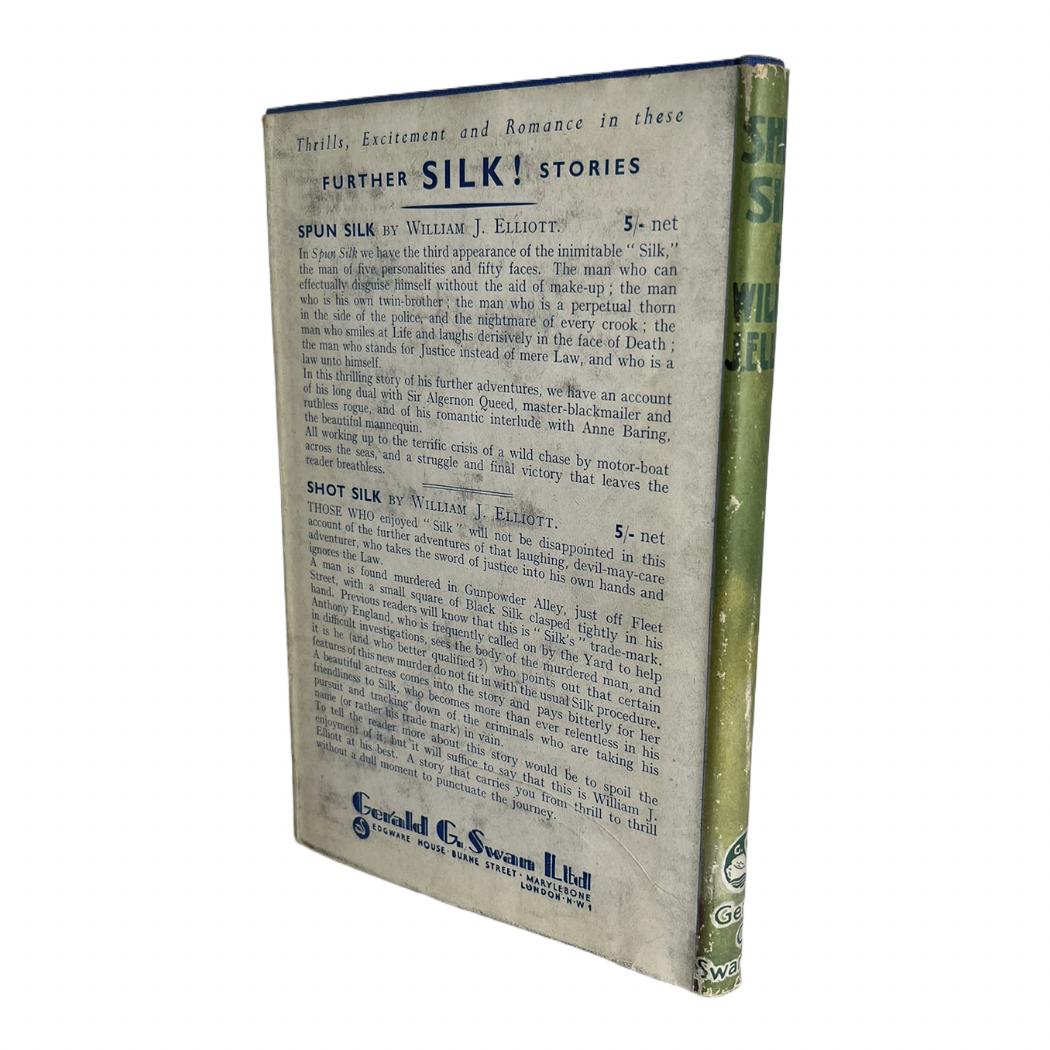 Thrills, Excitement and Romance in these
FURTHER SILK! STORIES
SPUN SILK BY WILLIAM J. ELLIOTT. 5/- net
In Spun Silk we have the third appearance of the inimitable “ Silk,”
the man of five personalities and fifty faces. The man who can
effectually disguise himself without the aid of make-up ; the man
who is his own twin-brother ; the man who is a perpetual thorn
in the side of the police, and the nightmare of every crook ; the
man who smiles at Life and laughs derisively in the face of Death ;
the man who stands for Justice instead of mere Law, and who is a
law unto himself.
In this thrilling story of his further adventures, we have an account
of his long dual with Sir Algernon Queed, master-blackmailer and
ruthless rogue, and of his romantic interlude with Anne Baring,
the beautiful mannequin.
All working up to the terrific crisis of a wild chase by motor-boat
across the seas, and a struggle and final victory that leaves the
reader breathless.
SHOT SILK BY WILLIAM J. ELLIOTT. 5/- net
THOSE WHO enjoyed “ Silk ” will not be disappointed in this
account of the further adventures of that laughing, devil-may-care
adventurer, who takes the sword of justice into his own hands and
ignores the Law.
A man is found murdered in Gunpowder Alley, just off Fleet
Street, with a small square of Black Silk clasped tightly in his
hand. Previous readers will know that this is “ Silk's ” trade-mark.
Anthony England, who is frequently called on by the Yard to help
in difficult investigations, sees the body of the murdered man, and
it is he (and who better qualified ?) who points out that certain
features of this new murder do not fit in with the usual Silk procedure.
A beautiful actress comes into the story and pays bitterly for her
friendliness to Silk, who becomes more than ever relentless in his
pursuit and tracking down of the criminals who are taking his
name (or rather his trade mark) in vain.
To tell the reader more about this story would be to spoil the
enjoyment of it, but it will suffice to say that this is William J.
Elliott at his best. A story that carries you from thrill to thrill
without a dull moment to punctuate the journey.
Gerald G. Swan Ltd
EDGWARE HOUSE · BURNE STREET · MARYLEBONE
LONDON · N·W 1
SH
SI
WIL
J.EL
G.
Ger
G
Swa